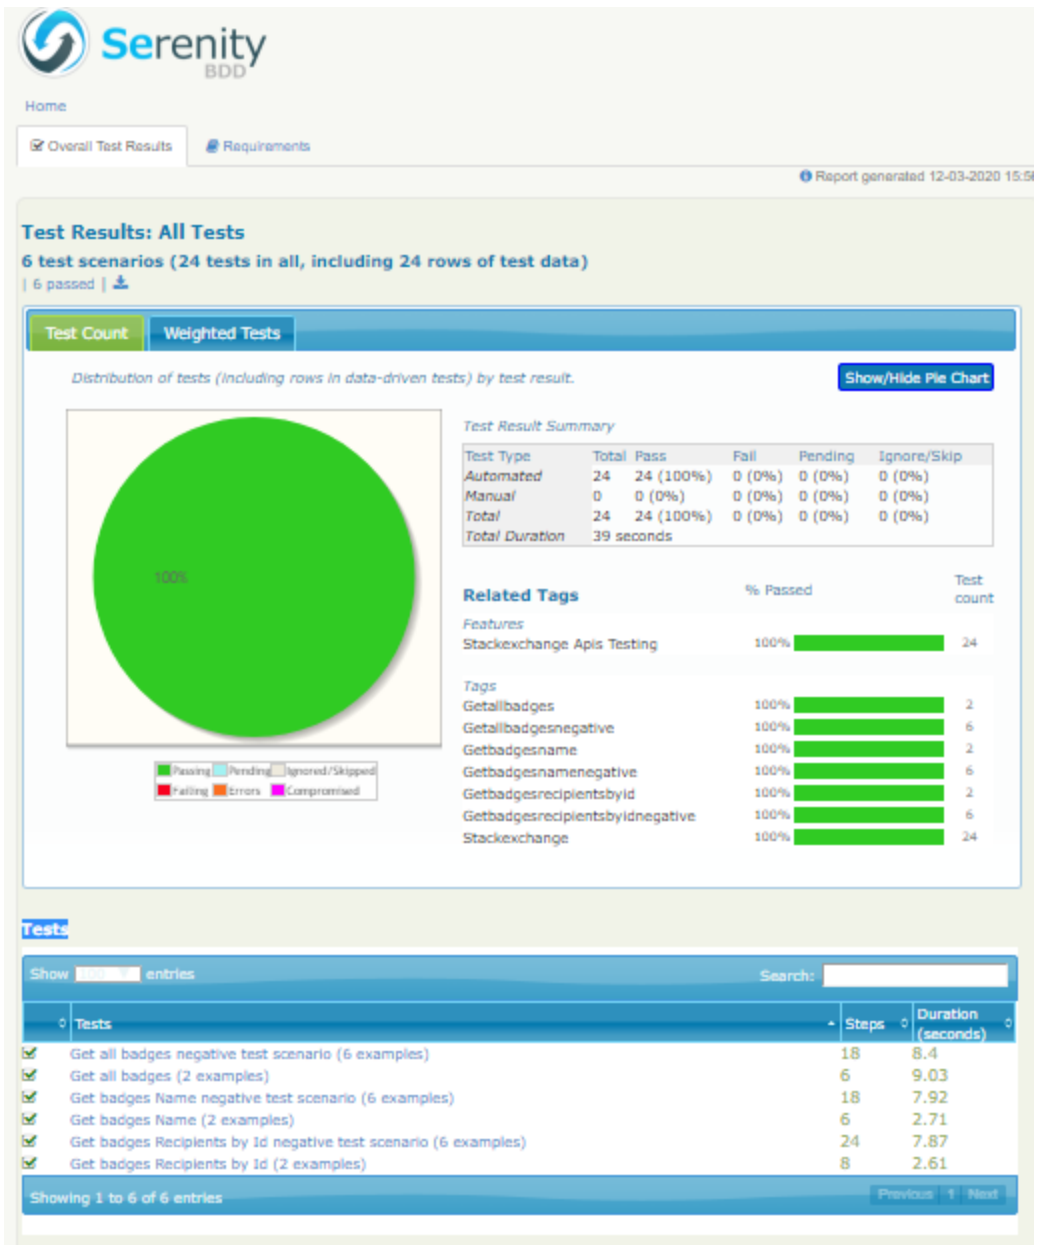 Serenity
BDD
Home
Overall Test Results
Requirements
Report generated 12-03-2020 15:5
Test Results: All Tests
6 test scenarios (24 tests in all, including 24 rows of test data)
| 6 passed |
Test Count
Weighted Tests
Distribution of tests (including rows in data-driven tests) by test result.
Show/Hide Pie Chart
100%
Passing Pending Ignored/Skipped
Failing Errors Compromised
Test Result Summary
Test Type Total Pass Fail Pending Ignore/Skip
Automated 24 24 (100%) 0 (0%) 0 (0%) 0 (0%)
Manual 0 0 (0%) 0 (0%) 0 (0%) 0 (0%)
Total 24 24 (100%) 0 (0%) 0 (0%) 0 (0%)
Total Duration 39 seconds
Related Tags % Passed Test count
Features
Stackexchange Apis Testing 100% 24
Tags
Getallbadges 100% 2
Getallbadgesnegative 100% 6
Getbadgesname 100% 2
Getbadgesnamenegative 100% 6
Getbadgesrecipientsbyid 100% 2
Getbadgesrecipientsbyidnegative 100% 6
Stackexchange 100% 24
Tests
Show 100 entries Search:
Tests Steps Duration (seconds)
Get all badges negative test scenario (6 examples) 18 8.4
Get all badges (2 examples) 6 9.03
Get badges Name negative test scenario (6 examples) 18 7.92
Get badges Name (2 examples) 6 2.71
Get badges Recipients by Id negative test scenario (6 examples) 24 7.87
Get badges Recipients by Id (2 examples) 8 2.61
Showing 1 to 6 of 6 entries
Previous 1 Next